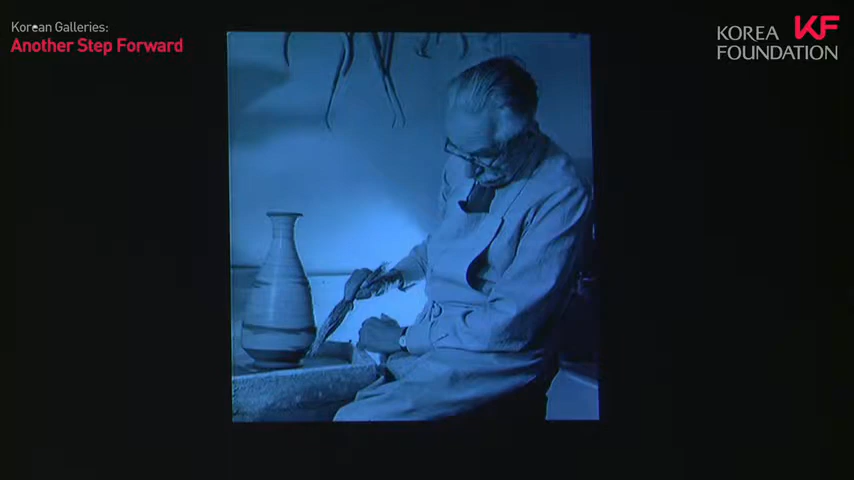 Korean Galleries:
Another Step Forward
KF
KOREA
FOUNDATION